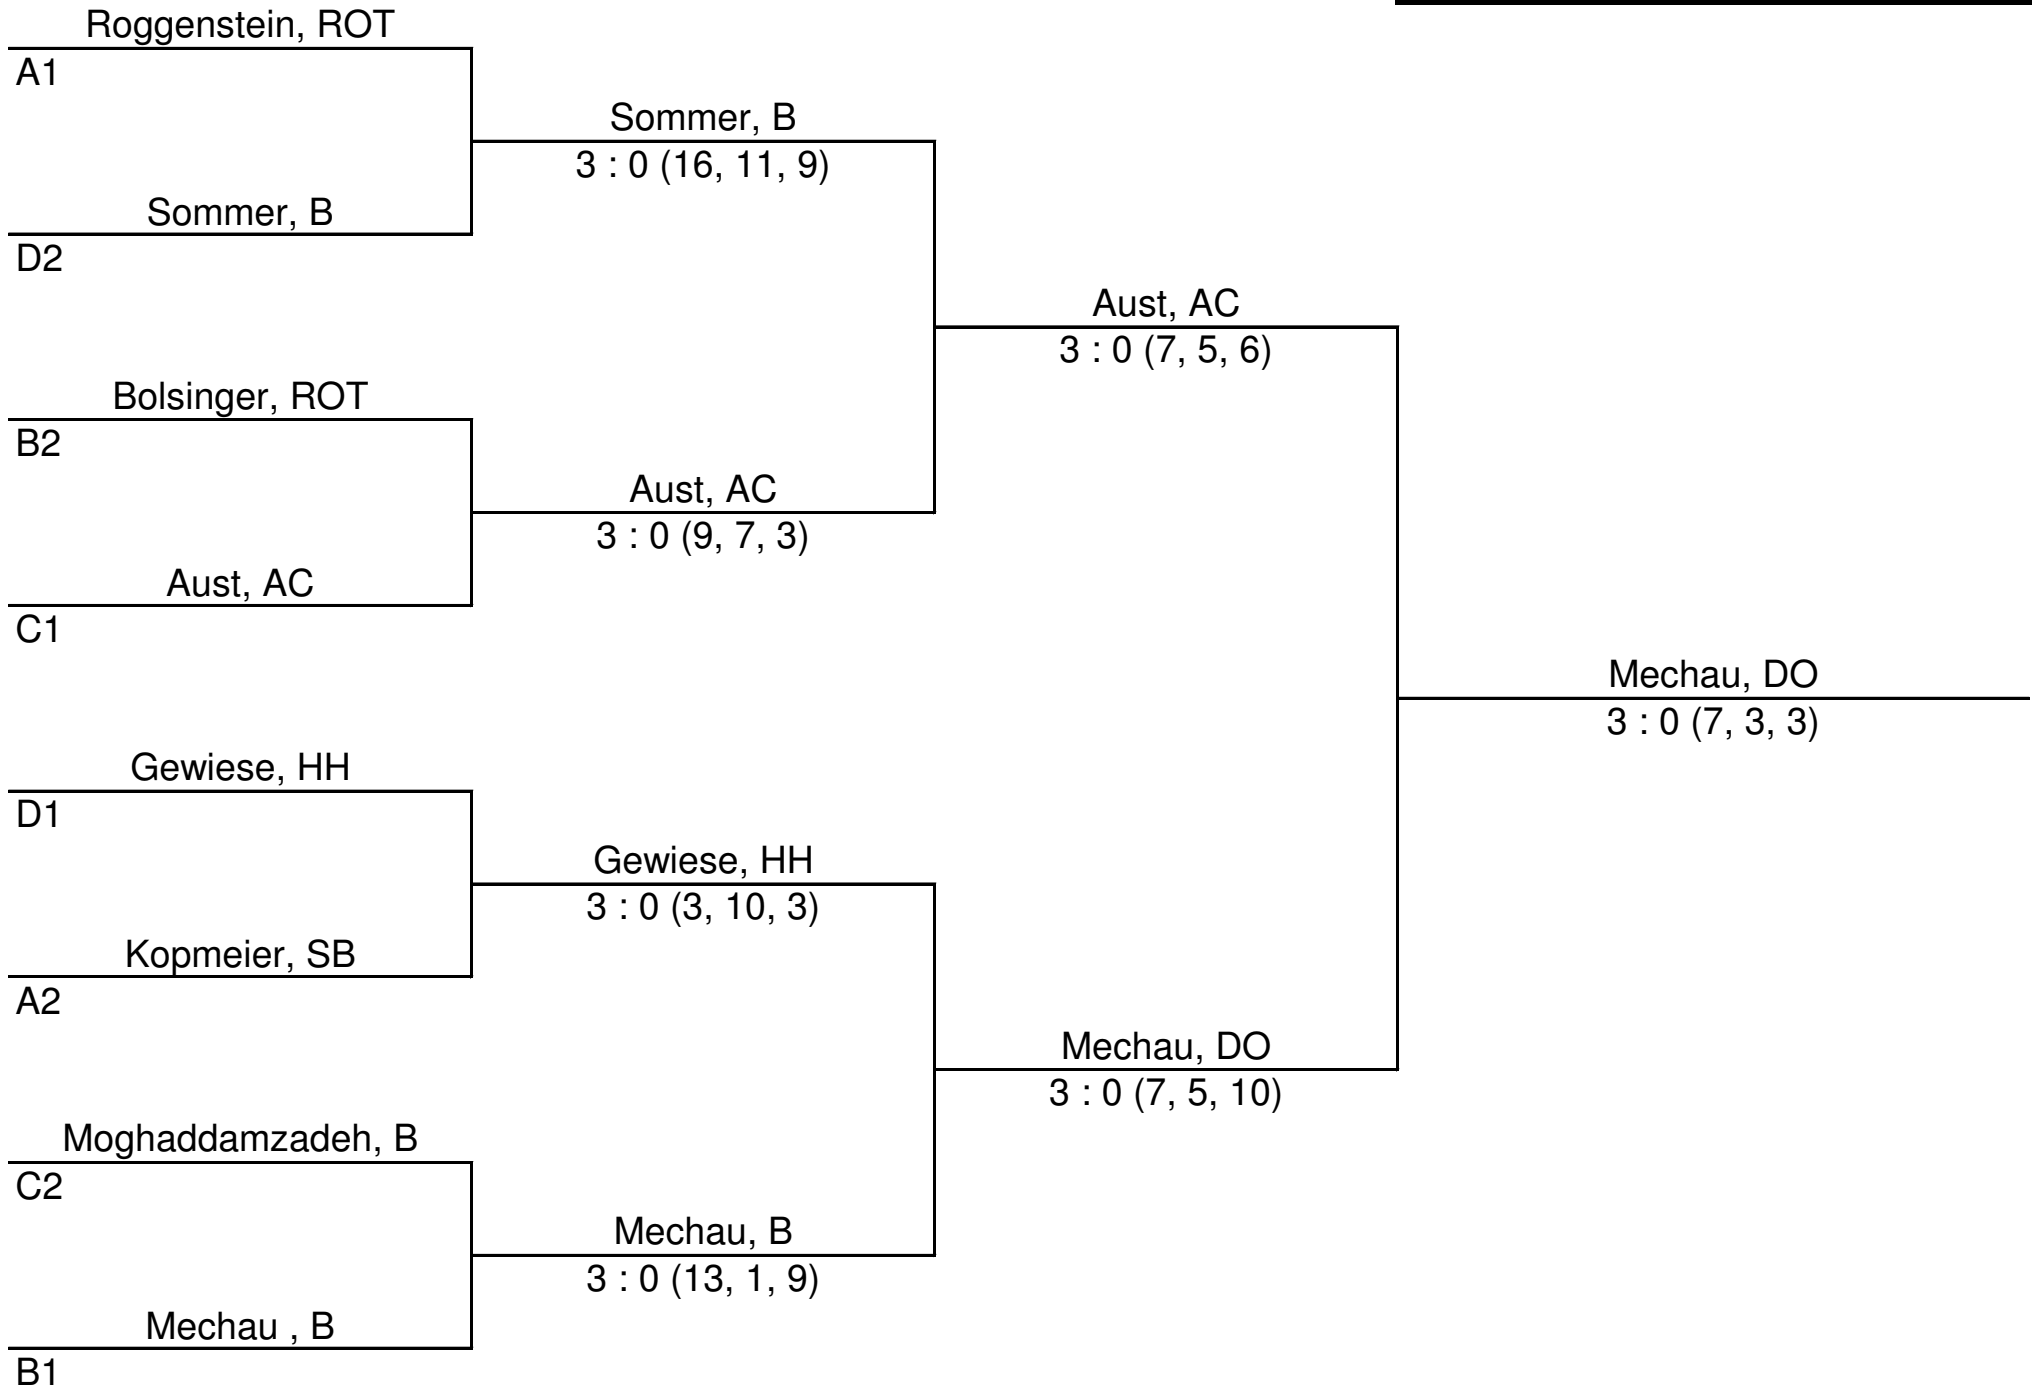 Roggenstein, ROT
A1
Sommer, B
3 : 0 (16, 11, 9)
Sommer, B
D2
Aust, AC
3 : 0 (7, 5, 6)
Bolsinger, ROT
B2
Aust, AC
3 : 0 (9, 7, 3)
Aust, AC
C1
Mechau, DO
3 : 0 (7, 3, 3)
Gewiese, HH
D1
Gewiese, HH
3 : 0 (3, 10, 3)
Kopmeier, SB
A2
Mechau, DO
3 : 0 (7, 5, 10)
Moghaddamzadeh, B
C2
Mechau, B
3 : 0 (13, 1, 9)
Mechau , B
B1